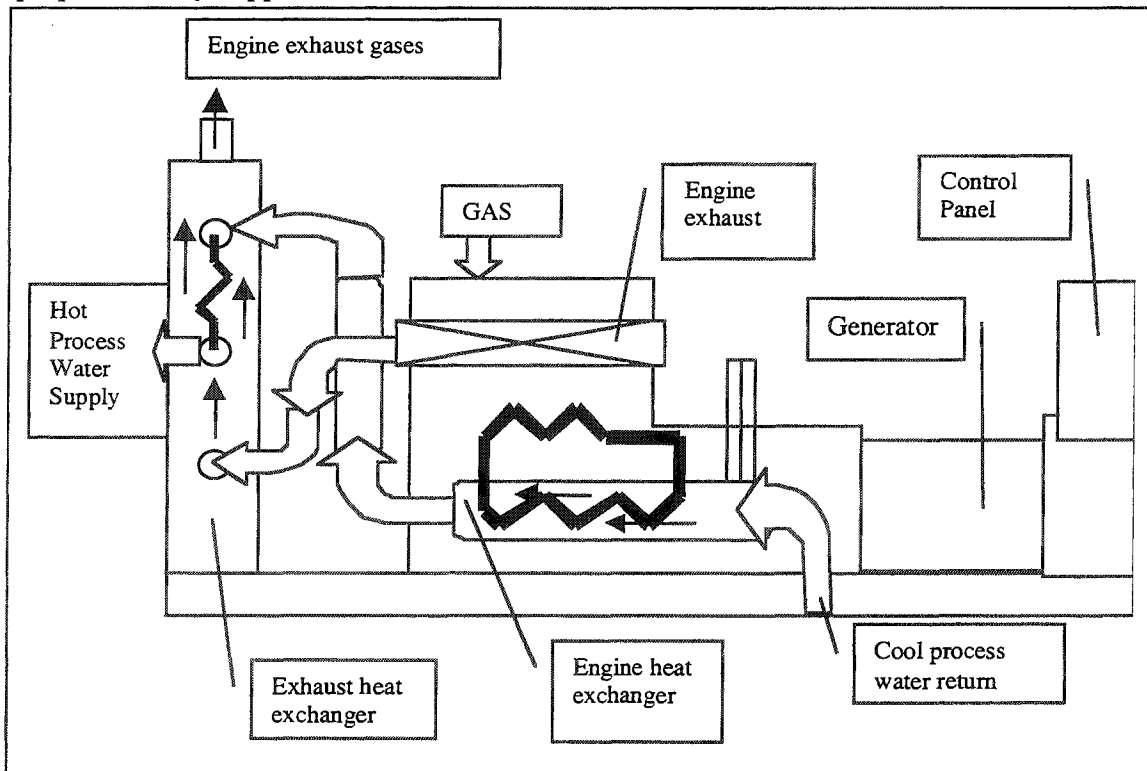 Engine exhaust gases
GAS
Engine
exhaust
Control
Panel
Hot
Process
Water
Supply
Generator
Exhaust heat
exchanger
Engine heat
exchanger
Cool process
water return